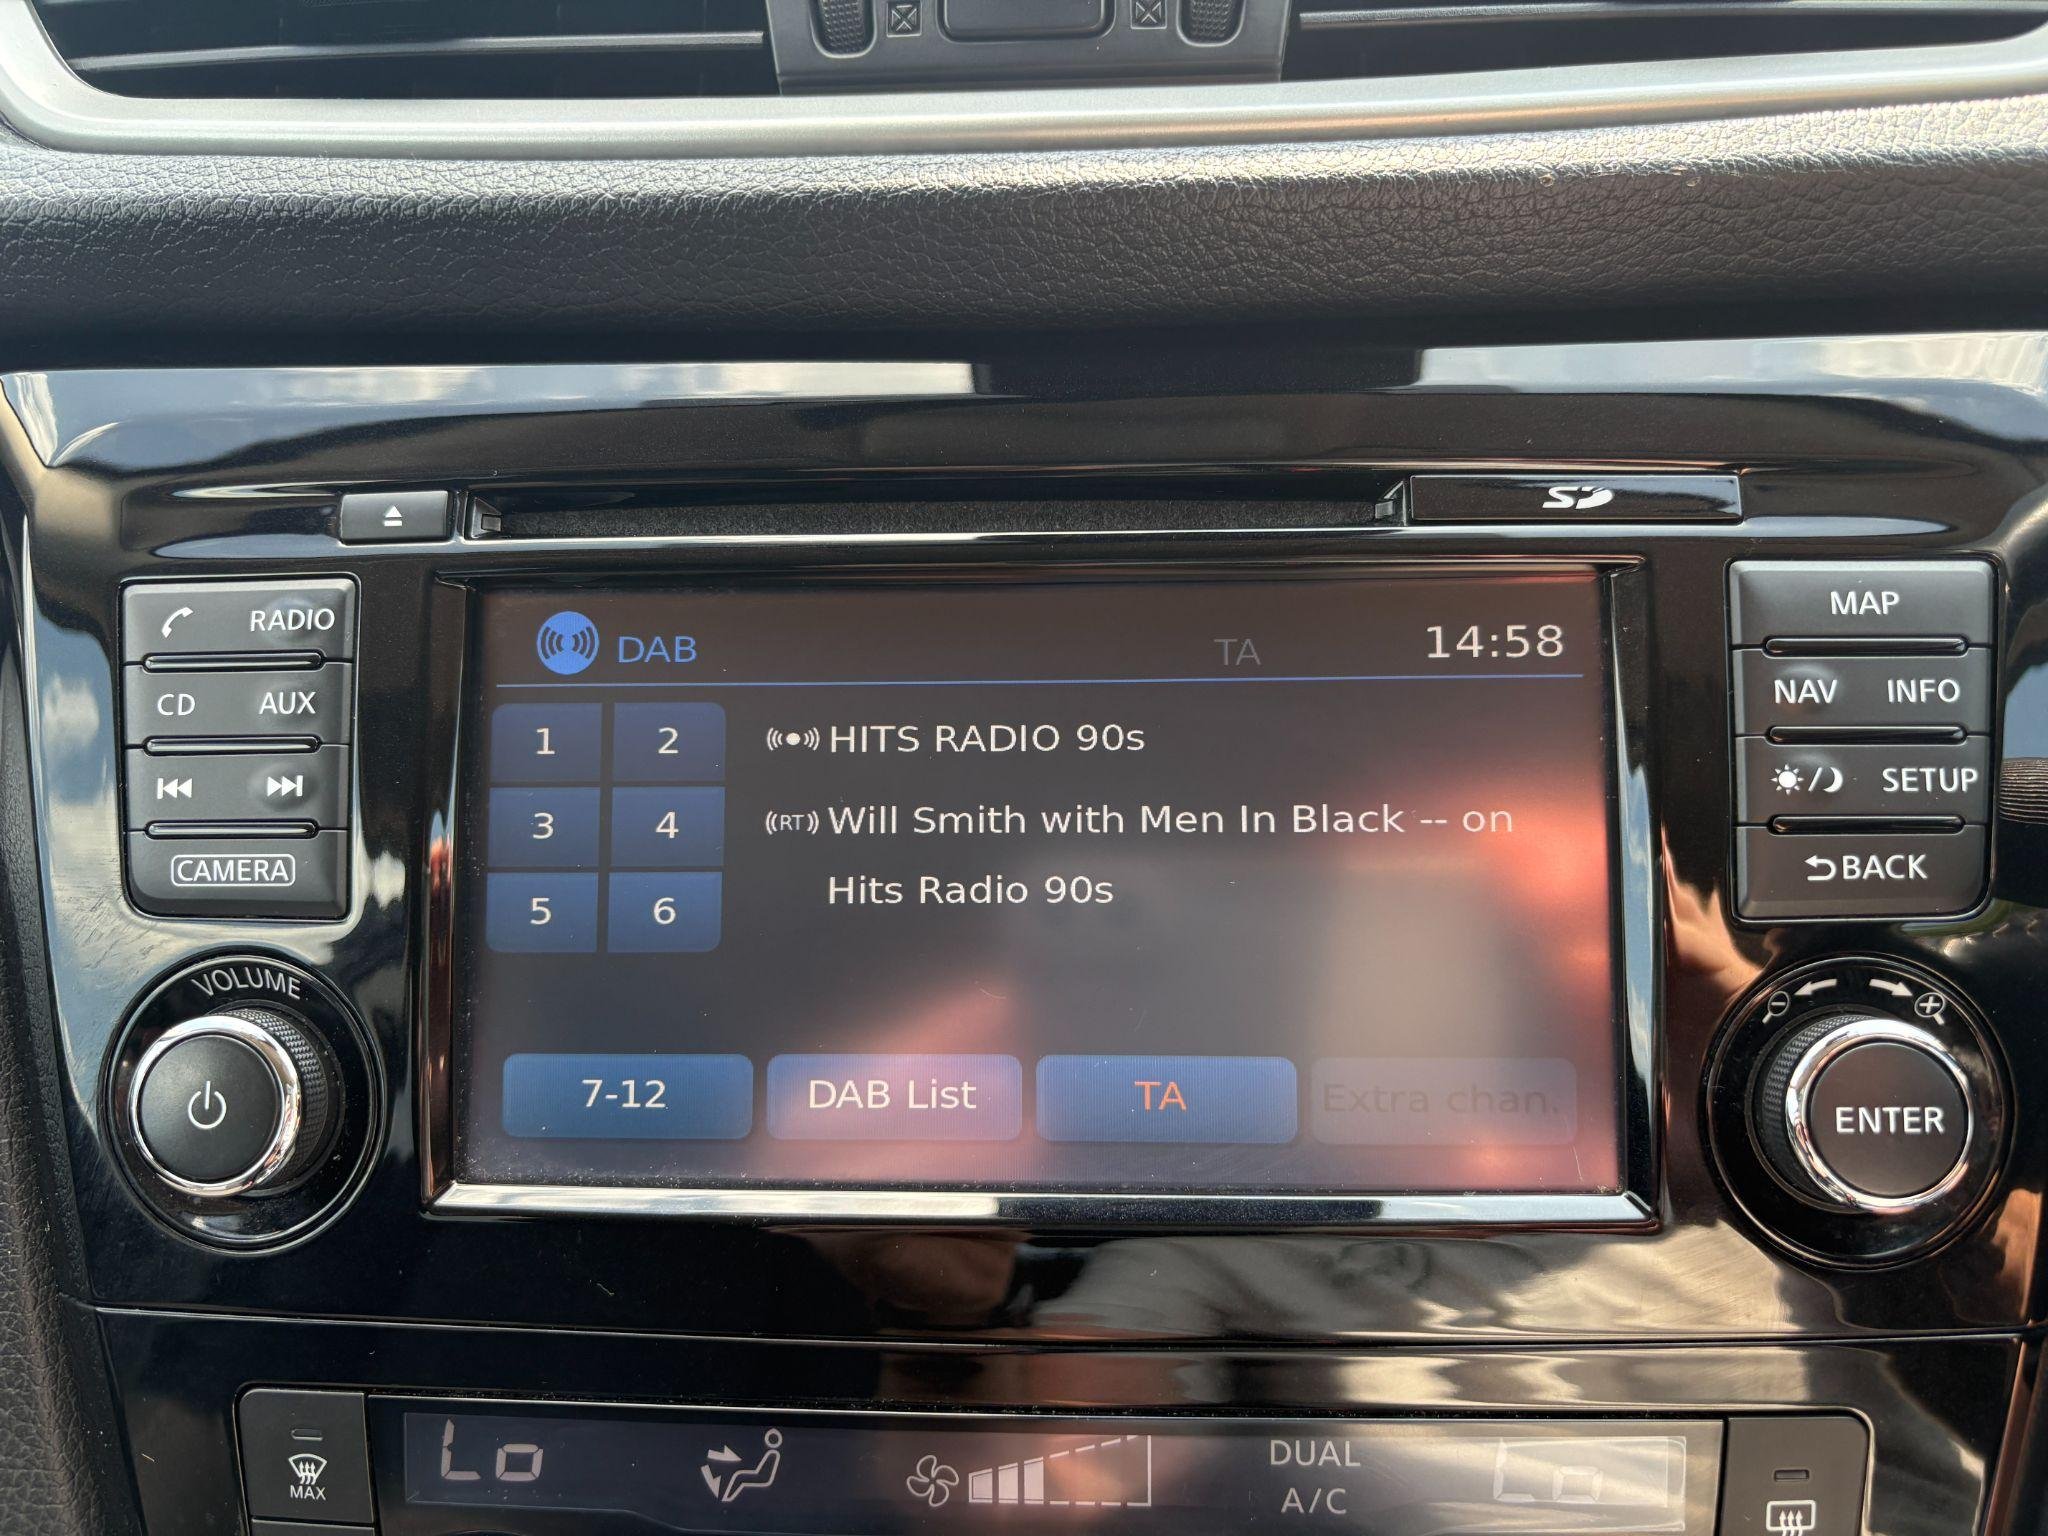 SD
RADIO
CD AUX
CAMERA
VOLUME
DAB TA 14:58
1 2 HITS RADIO 90s
3 4 RT Will Smith with Men In Black -- on
5 6 Hits Radio 90s
7-12 DAB List TA Extra chan.
MAP
NAV INFO
SETUP
BACK
ENTER
MAX
Lo DUAL Lo
A/C